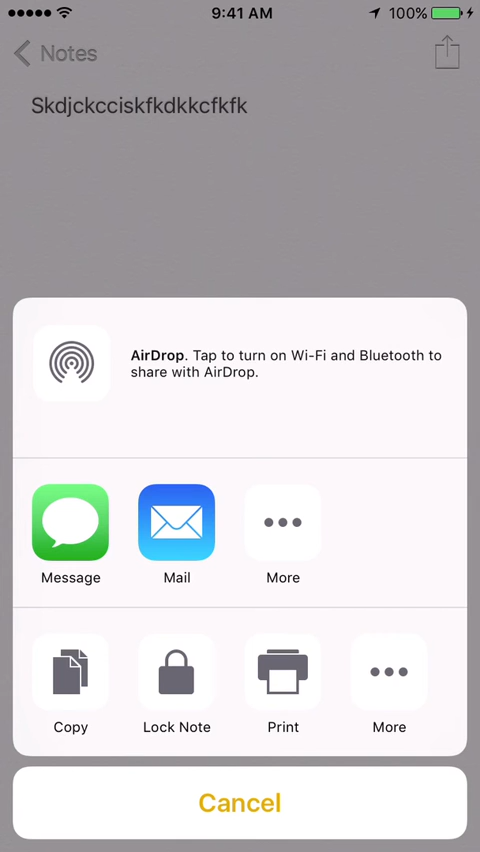 9:41 AM
100%
Notes
Skdjckcciskfkdkkcfkfk
AirDrop. Tap to turn on Wi-Fi and Bluetooth to
share with AirDrop.
Message
Mail
More
Copy
Lock Note
Print
More
Cancel